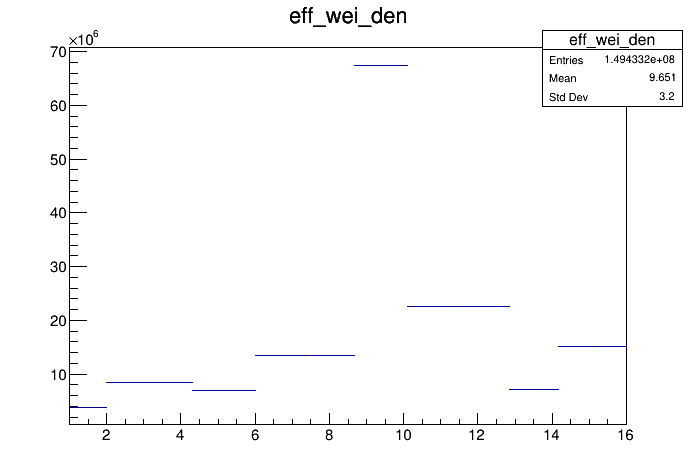 eff_wei_den
×10⁶
eff_wei_den
Entries 1.494332e+08
Mean 9.651
Std Dev 3.2
70
60
50
40
30
20
10
2 4 6 8 10 12 14 16